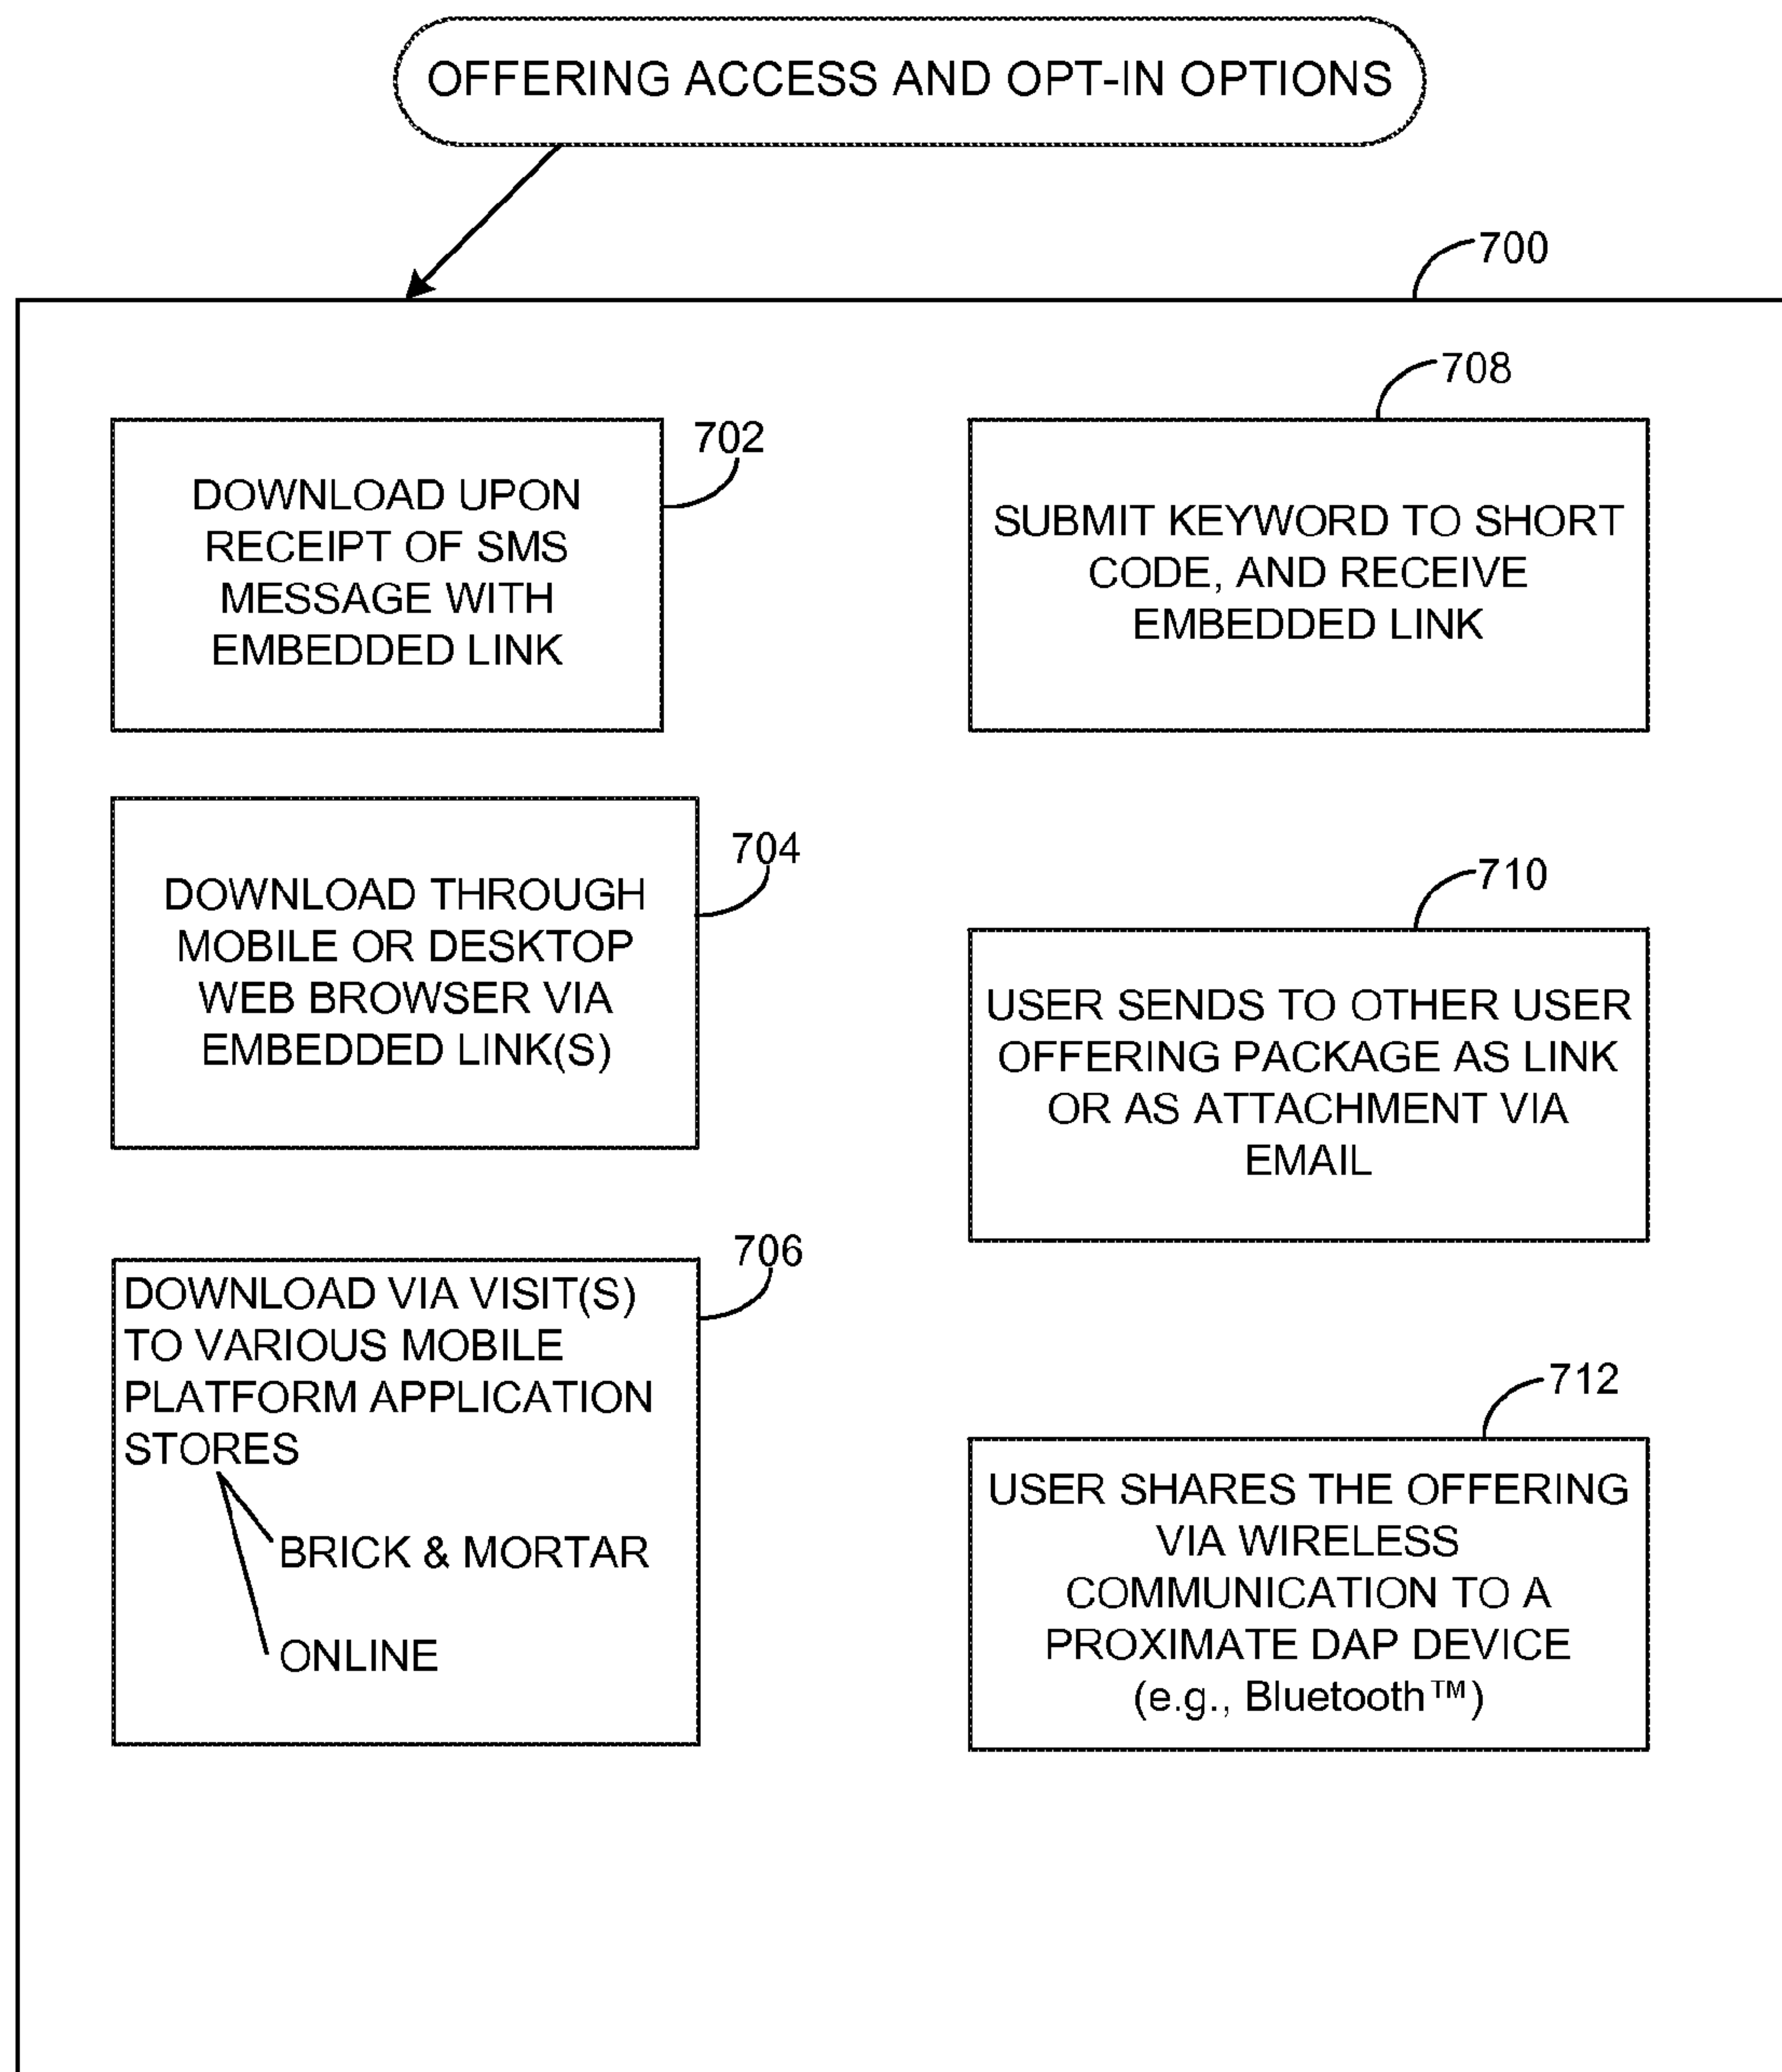 OFFERING ACCESS AND OPT-IN OPTIONS
700
702
DOWNLOAD UPON
RECEIPT OF SMS
MESSAGE WITH
EMBEDDED LINK
704
DOWNLOAD THROUGH
MOBILE OR DESKTOP
WEB BROWSER VIA
EMBEDDED LINK(S)
706
DOWNLOAD VIA VISIT(S)
TO VARIOUS MOBILE
PLATFORM APPLICATION
STORES
BRICK & MORTAR
ONLINE
708
SUBMIT KEYWORD TO SHORT
CODE, AND RECEIVE
EMBEDDED LINK
710
USER SENDS TO OTHER USER
OFFERING PACKAGE AS LINK
OR AS ATTACHMENT VIA
EMAIL
712
USER SHARES THE OFFERING
VIA WIRELESS
COMMUNICATION TO A
PROXIMATE DAP DEVICE
(e.g., Bluetooth™)